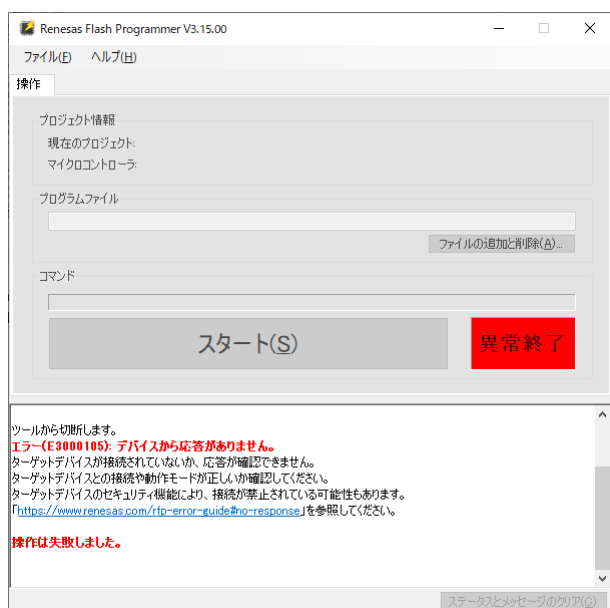 Renesas Flash Programmer V3.15.00
ファイル(F) ヘルプ(H)
操作
プロジェクト情報
現在のプロジェクト:
マイクロコントローラ:
プログラムファイル
ファイルの追加と削除(A)...
コマンド
スタート(S)
異常終了
ツールから切断します。
エラー(E3000105): デバイスから応答がありません。
ターゲットデバイスが接続されていないか、応答が確認できません。
ターゲットデバイスとの接続や動作モードが正しいか確認してください。
ターゲットデバイスのセキュリティ機能により、接続が禁止されている可能性もあります。
「https://www.renesas.com/rfp-error-guide#no-response」を参照してください。
操作は失敗しました。
ステータスとメッセージのクリア(C)